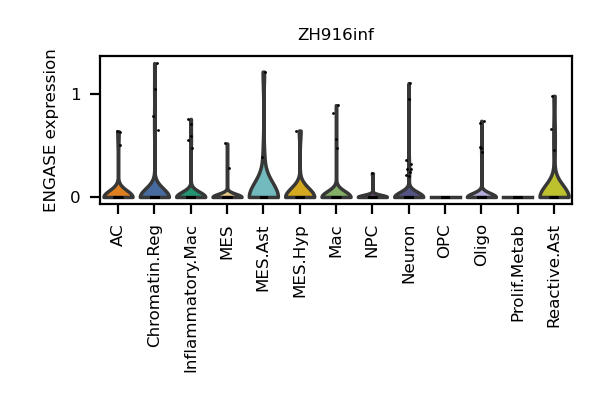 ZH916inf
ENGASE expression
1
0
AC
Chromatin.Reg
Inflammatory.Mac
MES
MES.Ast
MES.Hyp
Mac
NPC
Neuron
OPC
Oligo
Prolif.Metab
Reactive.Ast